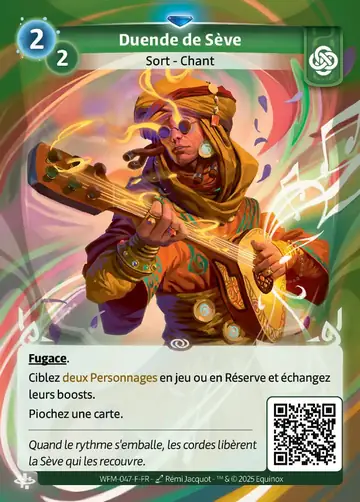 2
2
Duende de Sève
Sort - Chant
Fugace.
Ciblez deux Personnages en jeu ou en Réserve et échangez
leurs boosts.
Piochez une carte.
Quand le rythme s'emballe, les cordes libèrent
la Sève qui les recouvre.
WFM-047-F-FR - Rémi Jacquot - ™ & © 2025 Equinox